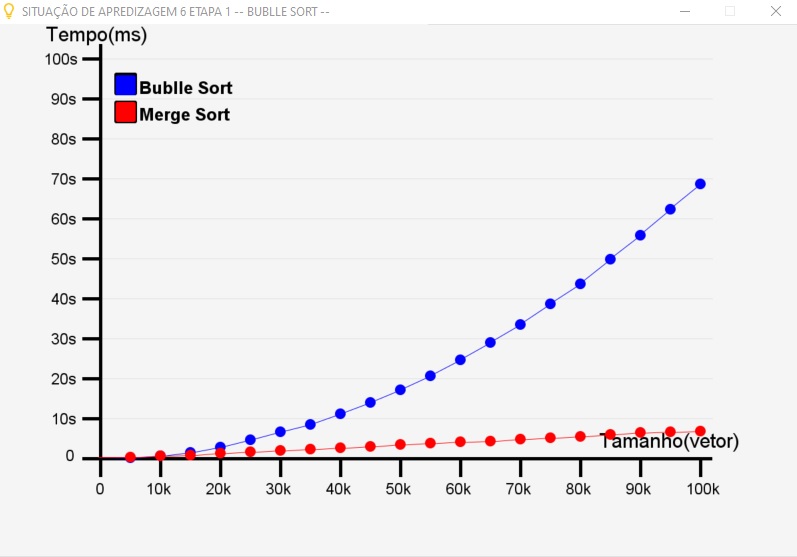 SITUAÇÃO DE APREDIZAGEM 6 ETAPA 1 -- BUBLLE SORT --
Tempo(ms)
100s
Bublle Sort
90s
Merge Sort
80s
70s
60s
50s
40s
30s
20s
10s
Tamanho(vetor)
0
0 10k 20k 30k 40k 50k 60k 70k 80k 90k 100k